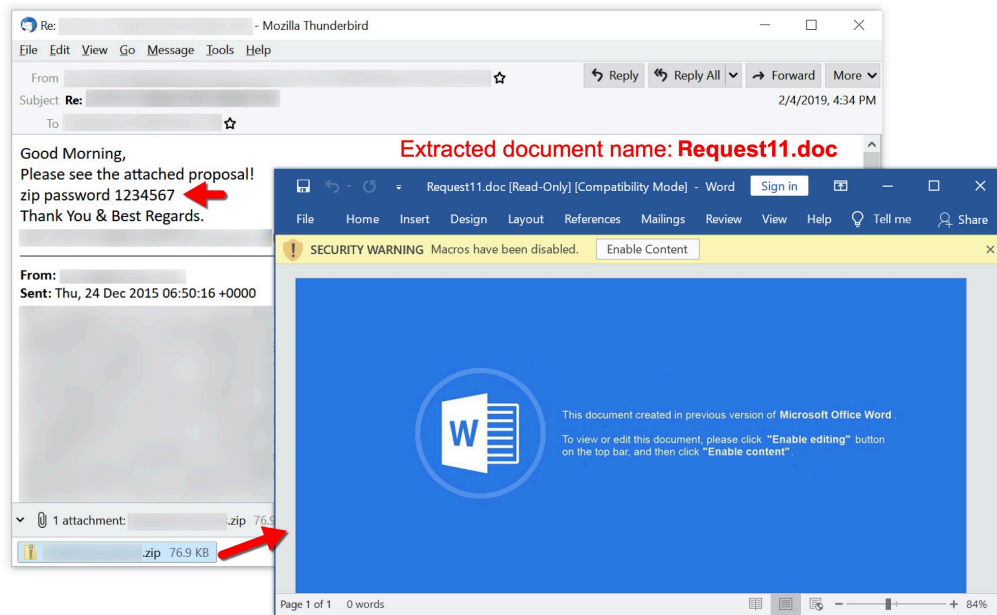 Re: - Mozilla Thunderbird
File Edit View Go Message Tools Help
From Reply Reply All Forward More
Subject Re: 2/4/2019, 4:34 PM
To
Good Morning,
Please see the attached proposal!
zip password 1234567
Thank You & Best Regards.
From:
Sent: Thu, 24 Dec 2015 06:50:16 +0000
1 attachment: .zip 76.9
.zip 76.9 KB
Extracted document name: Request11.doc
Request11.doc [Read-Only] [Compatibility Mode] - Word Sign in
File Home Insert Design Layout References Mailings Review View Help Tell me Share
SECURITY WARNING Macros have been disabled. Enable Content
W
This document created in previous version of Microsoft Office Word .
To view or edit this document, please click "Enable editing" button
on the top bar, and then click "Enable content" .
Page 1 of 1 0 words 84%